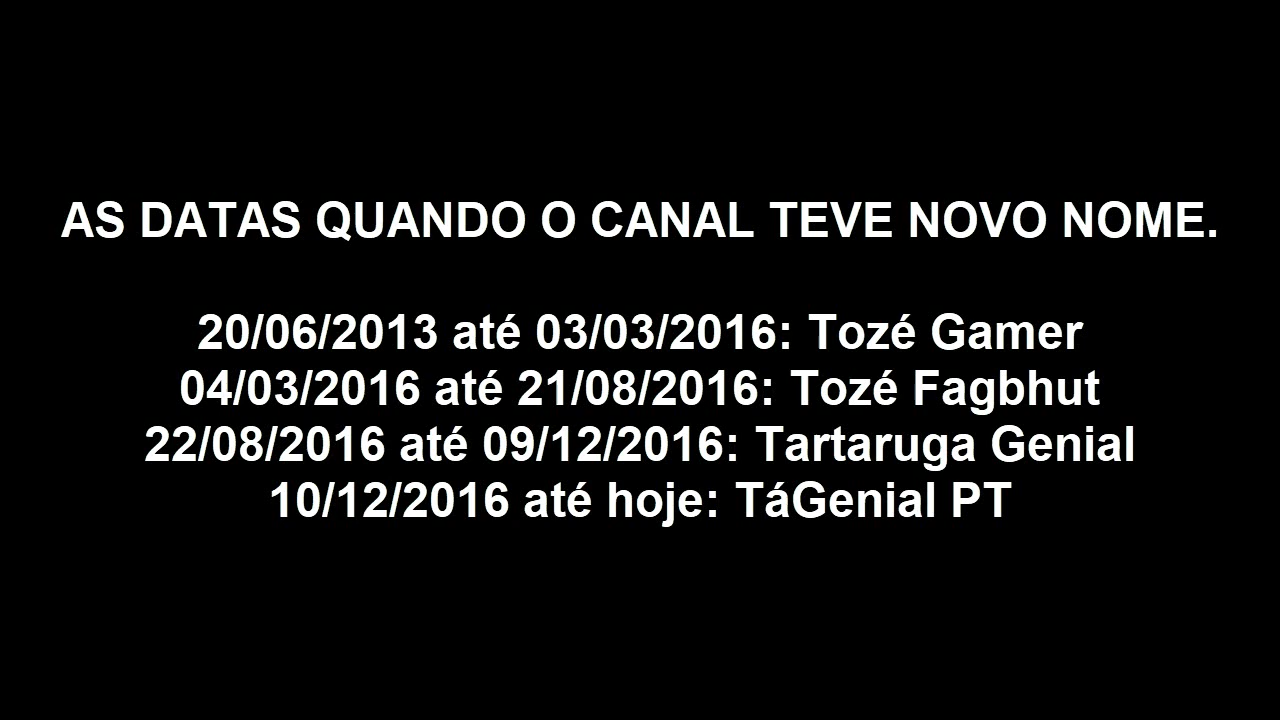 AS DATAS QUANDO O CANAL TEVE NOVO NOME.
20/06/2013 até 03/03/2016: Tozé Gamer
04/03/2016 até 21/08/2016: Tozé Fagbhut
22/08/2016 até 09/12/2016: Tartaruga Genial
10/12/2016 até hoje: TáGenial PT